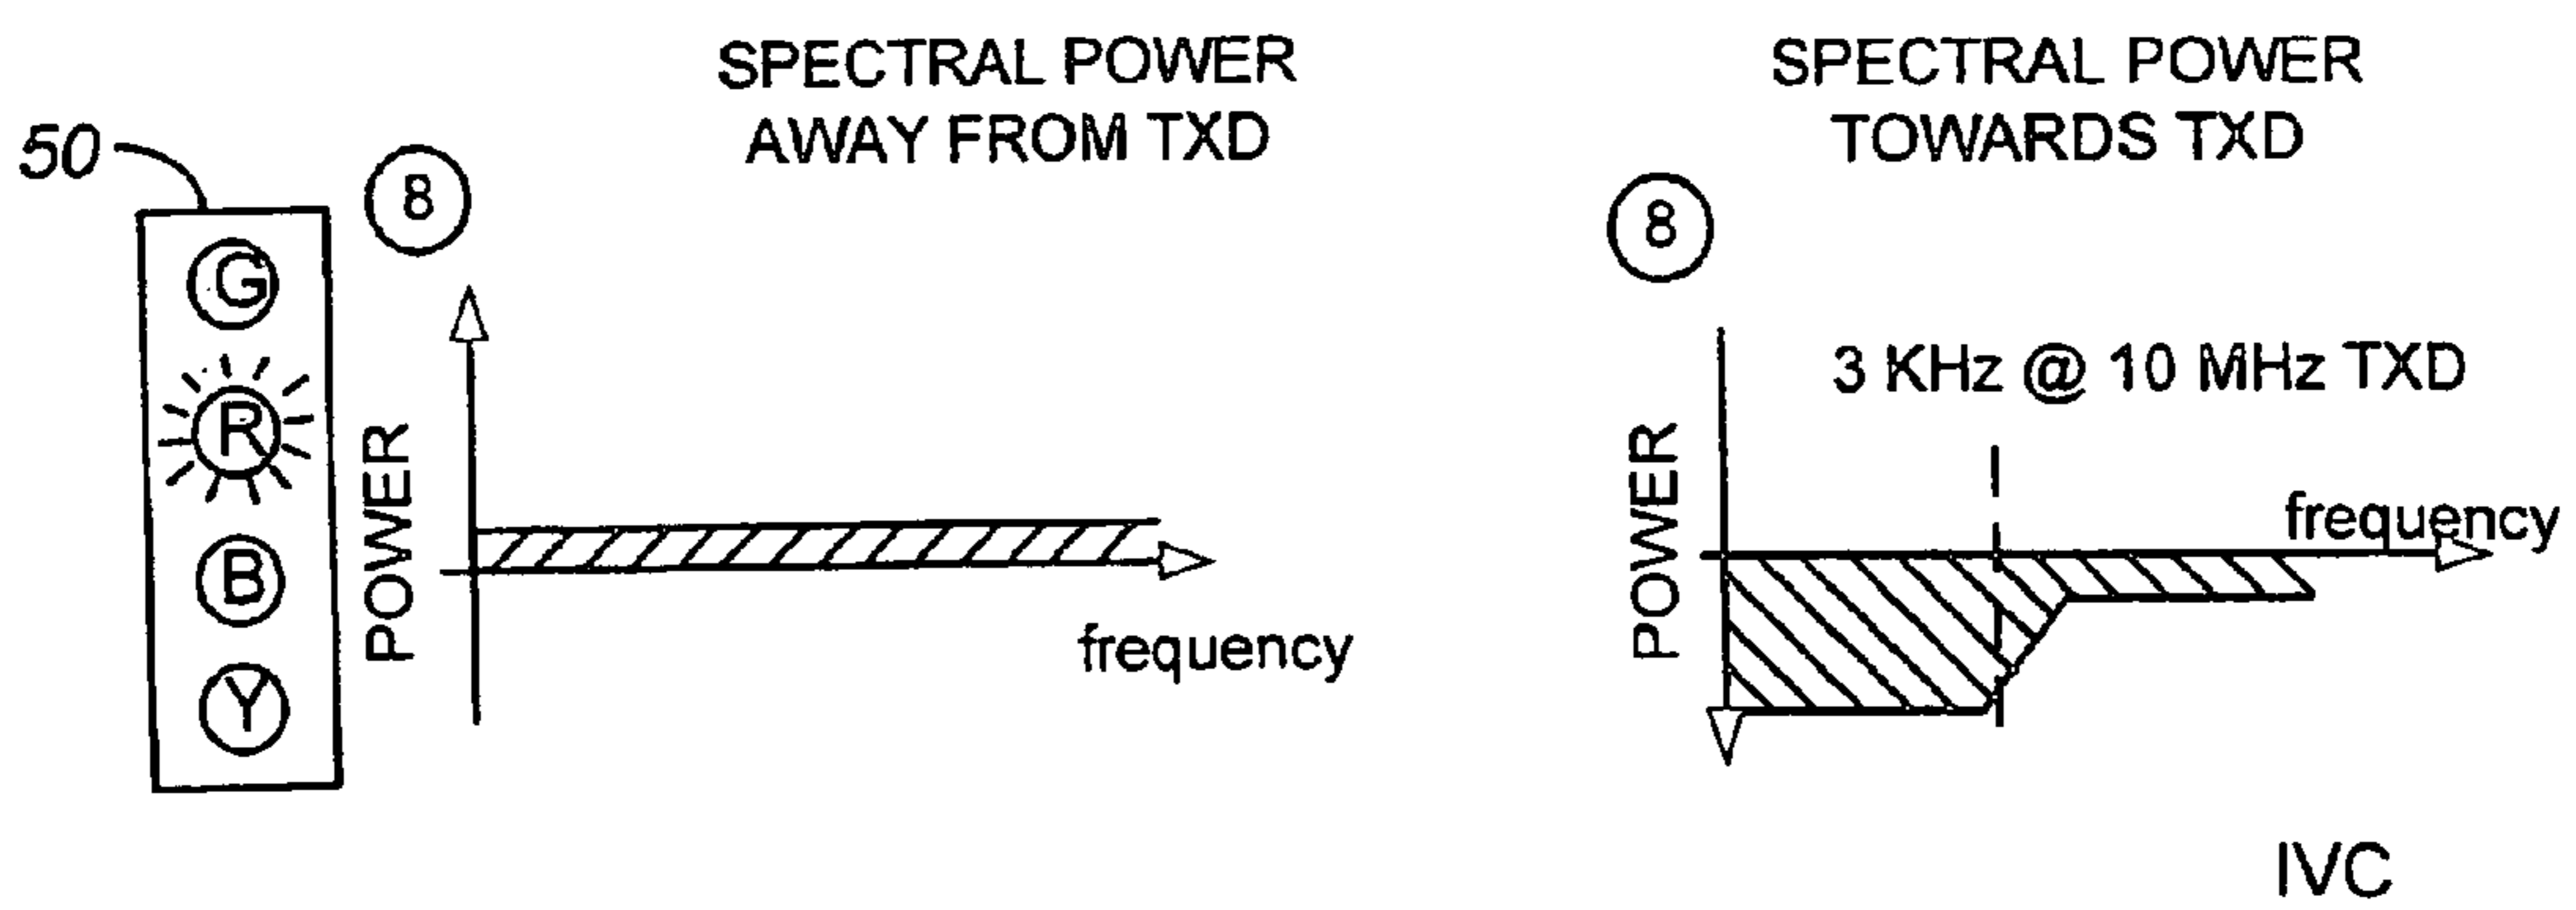 50
G
R
B
Y
8
SPECTRAL POWER
AWAY FROM TXD
POWER
frequency
SPECTRAL POWER
TOWARDS TXD
8
3 KHz @ 10 MHz TXD
POWER
frequency
IVC